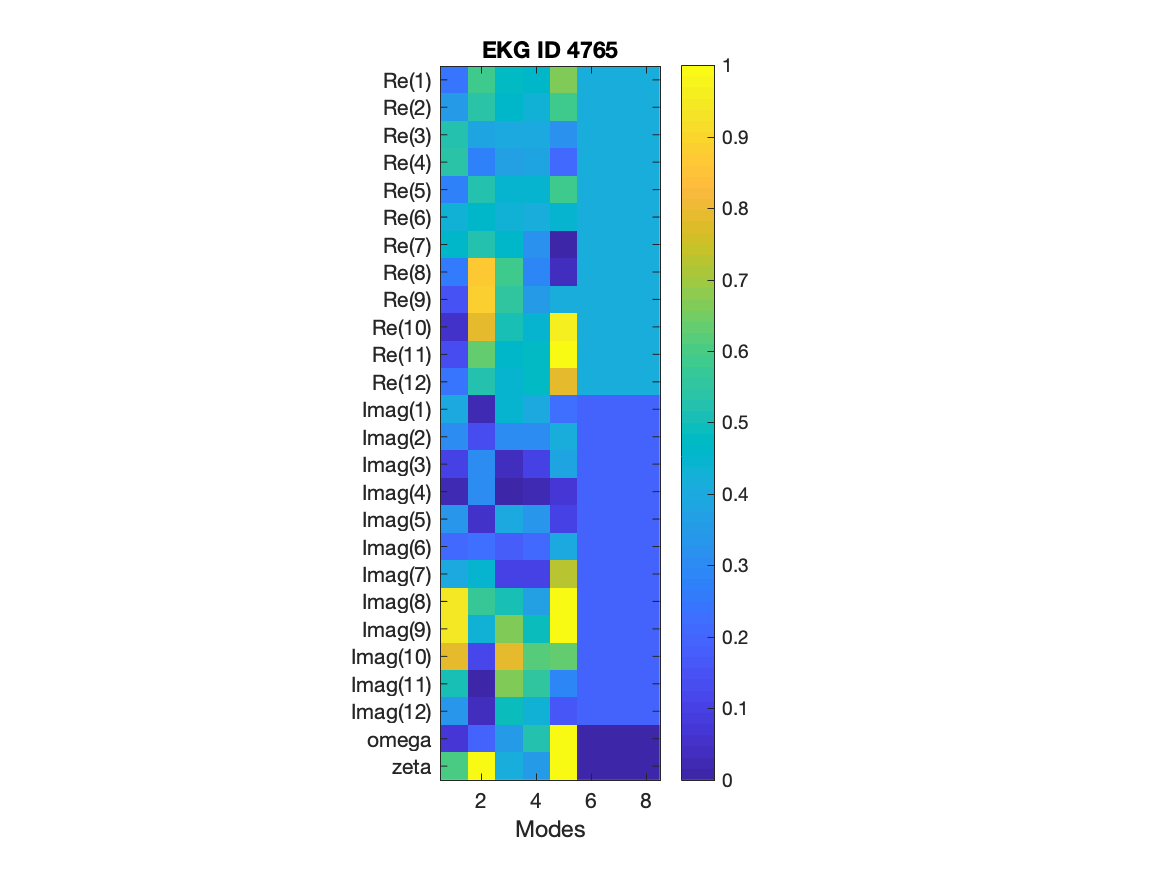 EKG ID 4765
Re(1)
Re(2)
Re(3)
Re(4)
Re(5)
Re(6)
Re(7)
Re(8)
Re(9)
Re(10)
Re(11)
Re(12)
Imag(1)
Imag(2)
Imag(3)
Imag(4)
Imag(5)
Imag(6)
Imag(7)
Imag(8)
Imag(9)
Imag(10)
Imag(11)
Imag(12)
omega
zeta
2 4 6 8
Modes
1
0.9
0.8
0.7
0.6
0.5
0.4
0.3
0.2
0.1
0